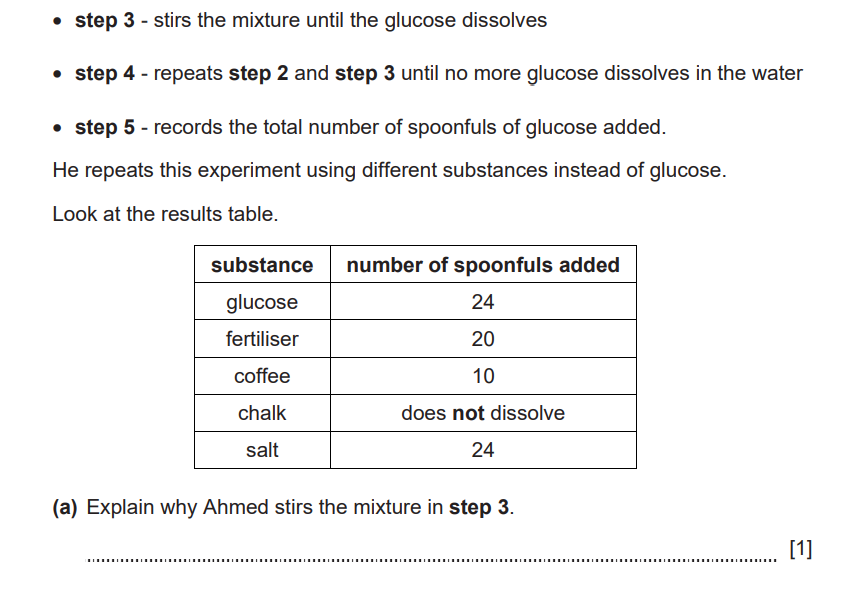 • step 3 - stirs the mixture until the glucose dissolves
• step 4 - repeats step 2 and step 3 until no more glucose dissolves in the water
• step 5 - records the total number of spoonfuls of glucose added.
He repeats this experiment using different substances instead of glucose.
Look at the results table.
substance number of spoonfuls added
glucose 24
fertiliser 20
coffee 10
chalk does not dissolve
salt 24
(a) Explain why Ahmed stirs the mixture in step 3.
[1]